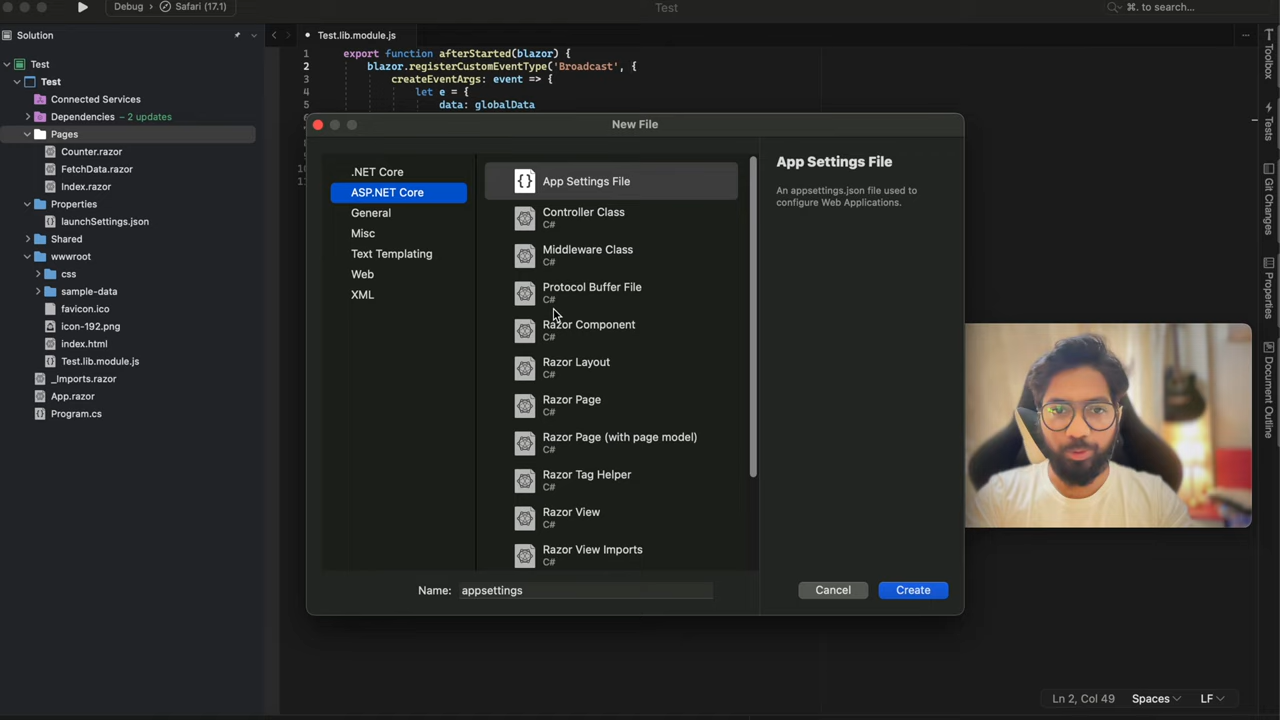 Debug
Safari (17.1)
Test
⌘. to search...
Solution
Test
Test
Connected Services
Dependencies – 2 updates
Pages
Counter.razor
FetchData.razor
Index.razor
Properties
launchSettings.json
Shared
wwwroot
css
sample-data
favicon.ico
icon-192.png
index.html
Test.lib.module.js
_Imports.razor
App.razor
Program.cs
Test.lib.module.js
1 export function afterStarted(blazor) {
2 blazor.registerCustomEventType('Broadcast', {
3 createEventArgs: event => {
4 let e = {
5 data: globalData
New File
.NET Core
ASP.NET Core
General
Misc
Text Templating
Web
XML
App Settings File
Controller Class
C#
Middleware Class
C#
Protocol Buffer File
C#
Razor Component
C#
Razor Layout
C#
Razor Page
C#
Razor Page (with page model)
C#
Razor Tag Helper
C#
Razor View
C#
Razor View Imports
C#
App Settings File
An appsettings.json file used to
configure Web Applications.
Name: appsettings
Cancel
Create
Toolbox
Tests
Git Changes
Properties
Document Outline
Ln 2, Col 49
Spaces
LF